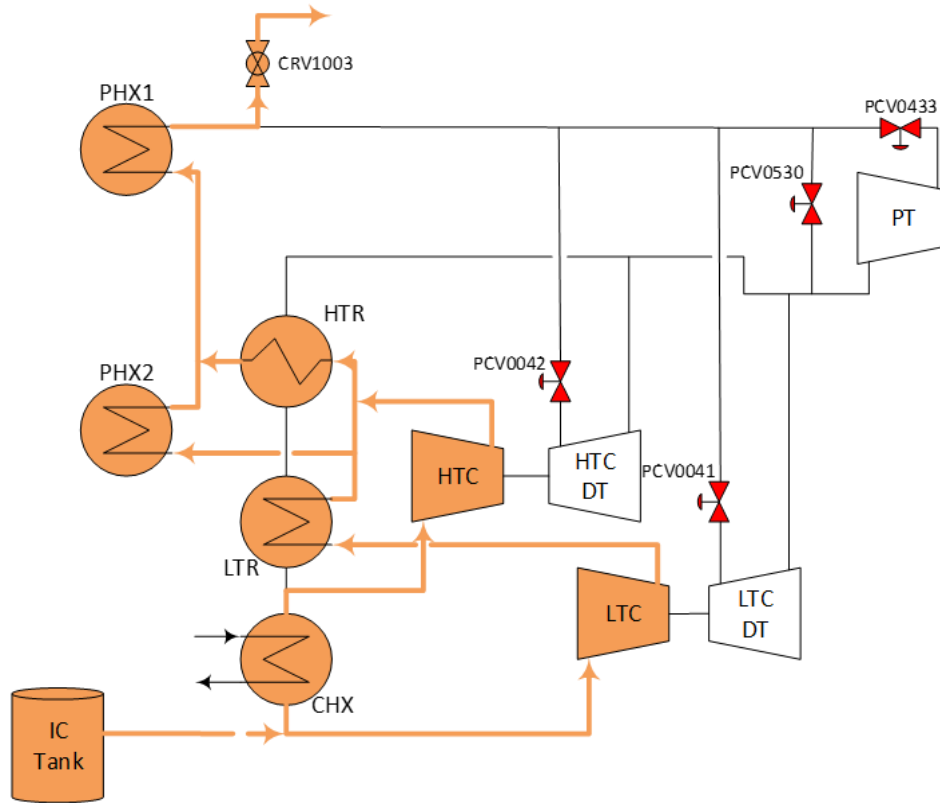 CRV1003
PHX1
PCV0433
PCV0530
PT
HTR
PHX2
PCV0042
HTC
HTC
DT
PCV0041
LTR
LTC
LTC
DT
CHX
IC
Tank